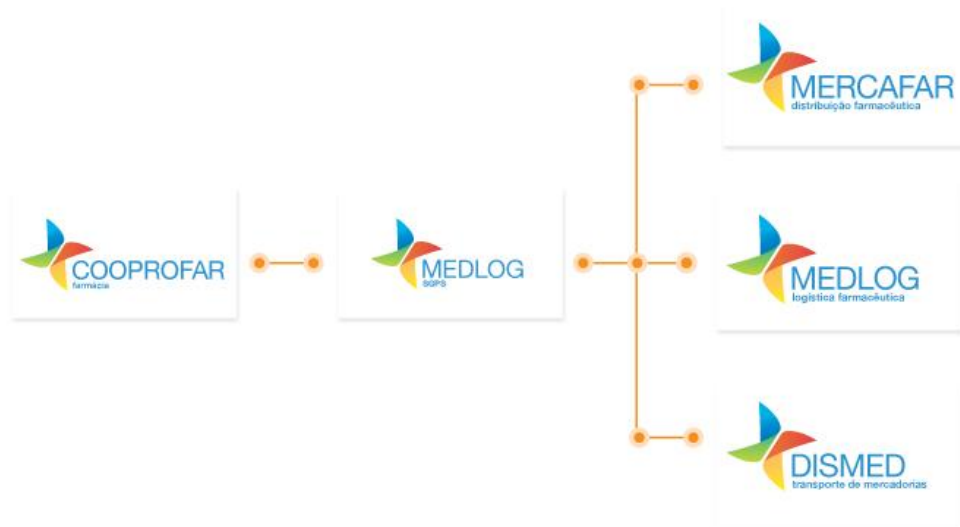 COOPROFAR
farmácia
MEDLOG
SGPS
MERCAFAR
distribuição farmacêutica
MEDLOG
logística farmacêutica
DISMED
transporte de mercadorias